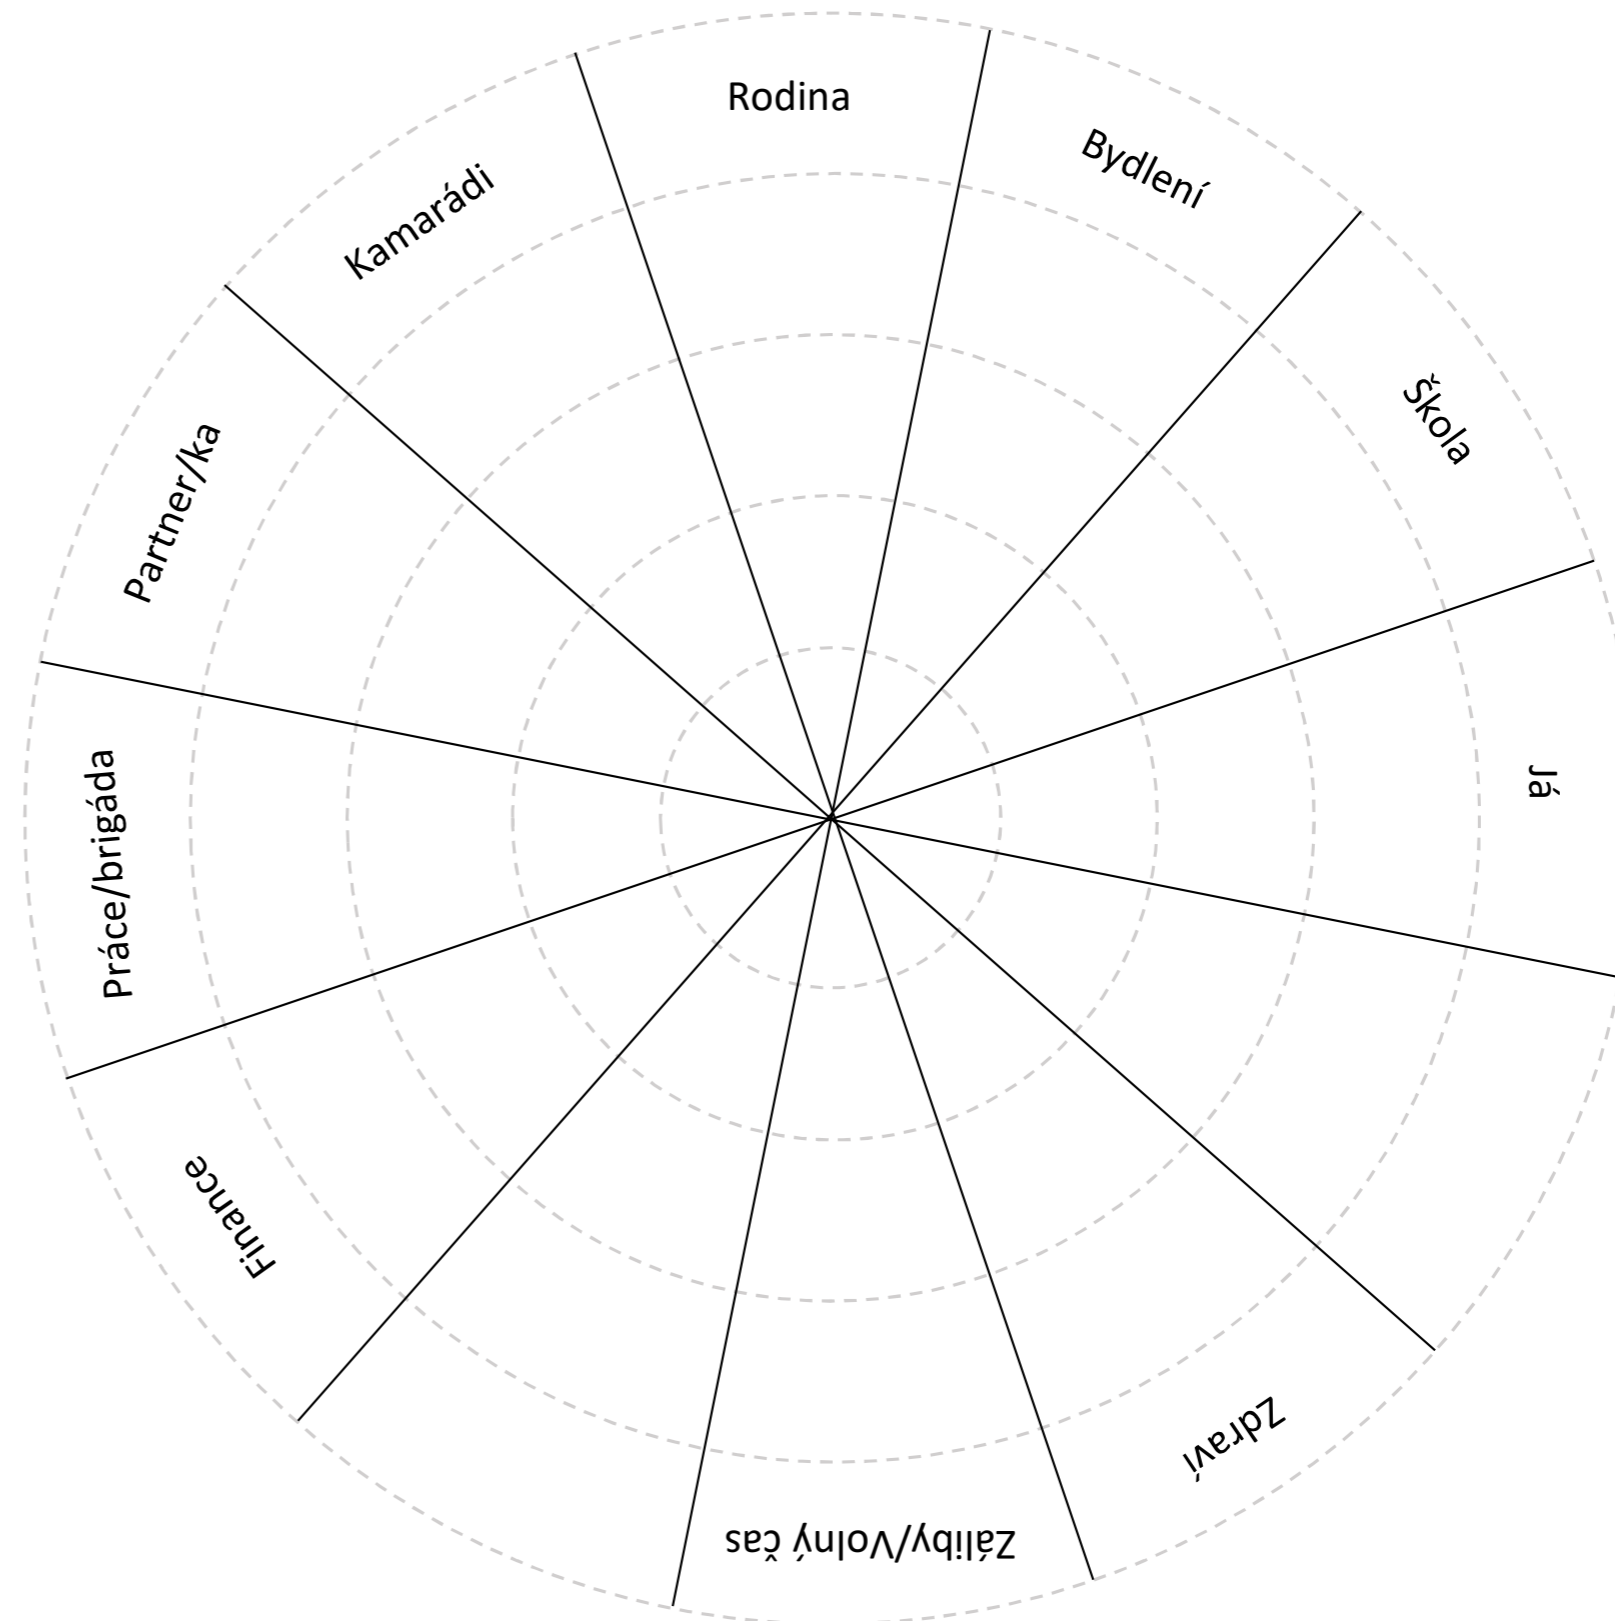 Rodina
Bydlení
Škola
Já
Zdraví
Záliby/Volný čas
Finance
Práce/brigáda
Partner/ka
Kamarádi